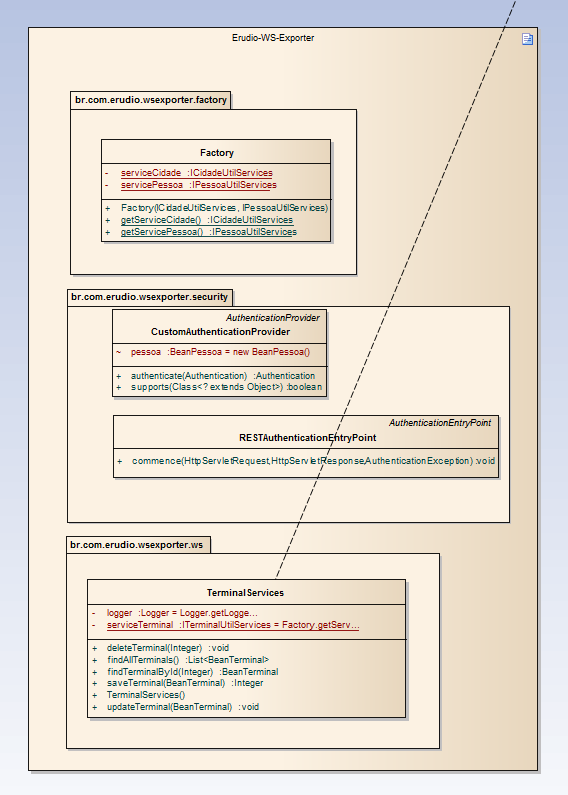 Erudio-WS-Exporter
br.com.erudio.wsexporter.factory
Factory
- serviceCidade :ICidadeUtilServices
- servicePessoa :IPessoaUtilServices
+ Factory(ICidadeUtilServices, IPessoaUtilServices)
+ getServiceCidade() :ICidadeUtilServices
+ getServicePessoa() :IPessoaUtilServices
br.com.erudio.wsexporter.security
AuthenticationProvider
CustomAuthenticationProvider
~ pessoa :BeanPessoa = new BeanPessoa()
+ authenticate(Authentication) :Authentication
+ supports(Class<? extends Object>) :boolean
AuthenticationEntryPoint
RESTAuthenticationEntryPoint
+ commence(HttpServletRequest,HttpServletResponse,AuthenticationException) :void
br.com.erudio.wsexporter.ws
TerminalServices
- logger :Logger = Logger.getLogge...
- serviceTerminal :ITerminalUtilServices = Factory.getServ...
+ deleteTerminal(Integer) :void
+ findAllTerminals() :List<BeanTerminal>
+ findTerminalById(Integer) :BeanTerminal
+ saveTerminal(BeanTerminal) :Integer
+ TerminalServices()
+ updateTerminal(BeanTerminal) :void